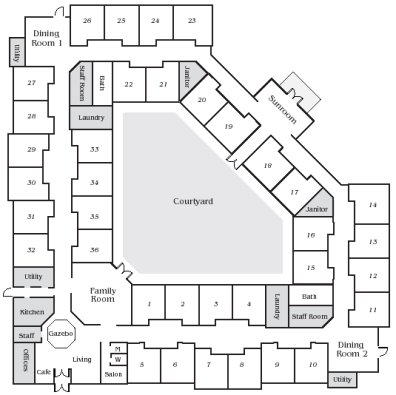 26
25
24
23
Dining
Room 1
Utility
Staff Room
Bath
Janitor
27
22
21
20
28
Laundry
19
Sunroom
29
33
18
30
34
17
Courtyard
Janitor
14
31
35
16
13
32
36
15
12
Utility
Family
Room
1
2
3
4
Laundry
Bath
Staff Room
11
Kitchen
Staff
Gazebo
Offices
Cafe
Living
M
W
Salon
5
6
7
8
9
10
Dining
Room 2
Utility